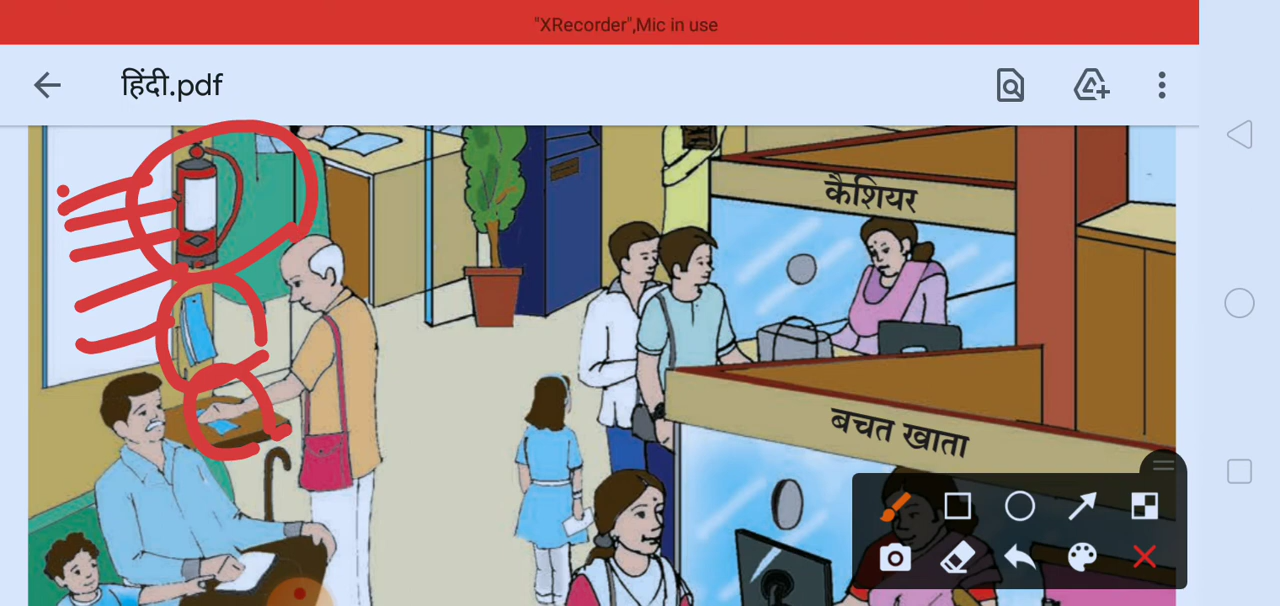 "XRecorder",Mic in use
हिंदी.pdf
कैशियर
बचत खाता